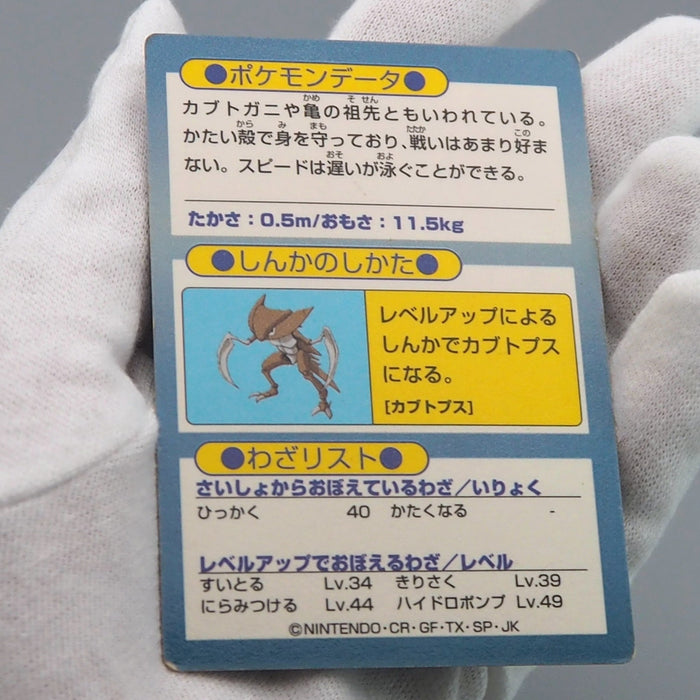 ●ポケモンデータ●
カブトガニや亀の祖先ともいわれている。
かたい殻で身を守っており、戦いはあまり好ま
ない。スピードは遅いが泳ぐことができる。
たかさ：0.5m/おもさ：11.5kg
●しんかのしかた●
レベルアップによる
しんかでカブトプス
になる。
[カブトプス]
●わざリスト●
さいしょからおぼえているわざ／いりょく
ひっかく 40 かたくなる -
レベルアップでおぼえるわざ／レベル
すいとる Lv.34 きりさく Lv.39
にらみつける Lv.44 ハイドロポンプ Lv.49
©NINTENDO・CR・GF・TX・SP・JK